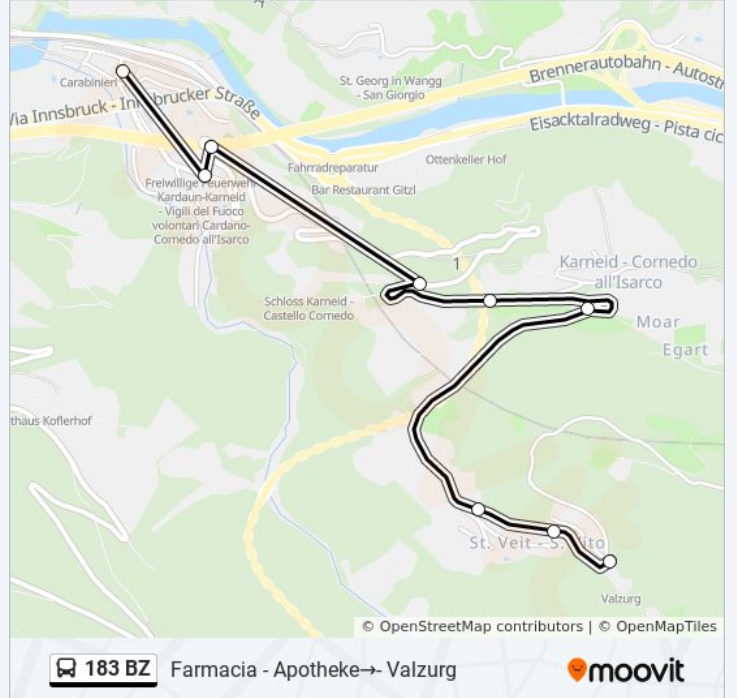 A
Carabinieri
St. Georg in Wangg
- San Giorgio
Brennerautobahn - Autostr
Via Innsbruck - Innsbrucker Straße
Eisacktalradweg - Pista cic
Ottenkeller Hof
Fahrradreparatur
Bar Restaurant Gitzl
Freiwillige Feuerwehr
Kardaun-Karneid
- Vigili del Fuoco
volontari Cardano-
Cornedo all'Isarco
1
Karneid - Cornedo
all'Isarco
Schloss Karneid -
Castello Cornedo
Moar
Egart
thaus Koflerhof
St. Veit - S. Vito
Valzurg
© OpenStreetMap contributors | © OpenMapTiles
183 BZ Farmacia - Apotheke→- Valzurg
moovit